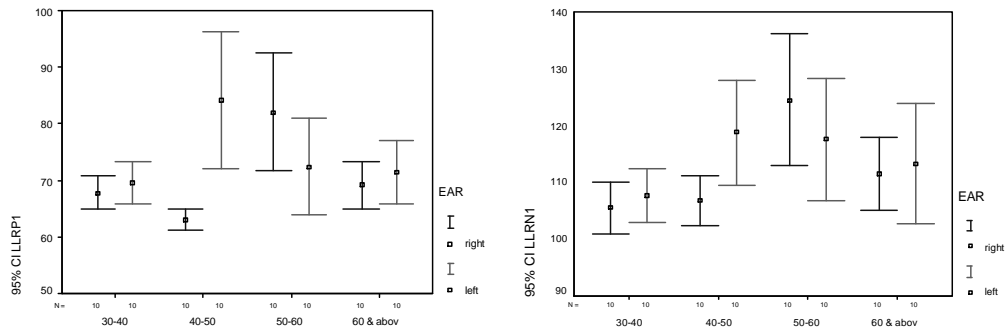 100
90
80
70
60
50
95% CI LLRP1
N = 10 10 10 10 10 10 10 10
30-40 40-50 50-60 60 & abov
EAR
right
left
140
130
120
110
100
90
95% CI LLRN1
N = 10 10 10 10 10 10 10 10
30-40 40-50 50-60 60 & abov
EAR
right
left